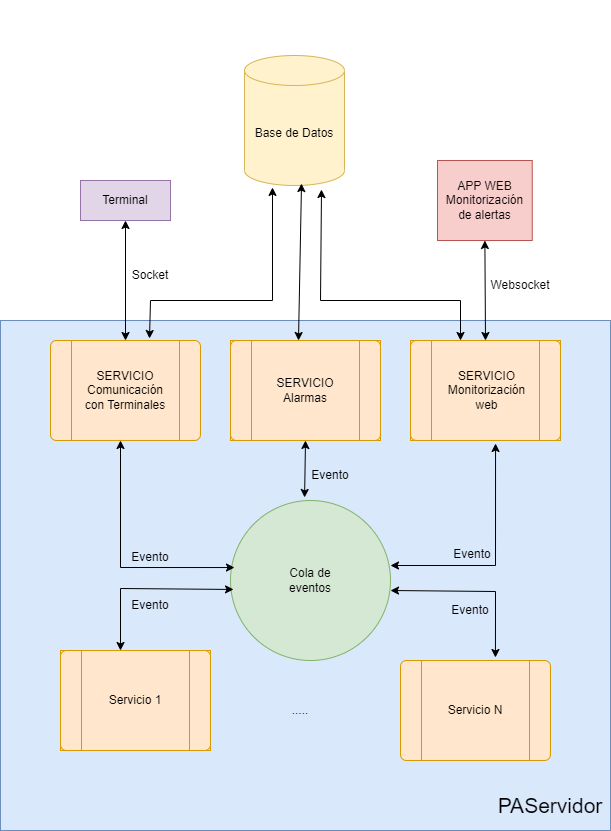 Base de Datos
Terminal
APP WEB
Monitorización
de alertas
Socket
Websocket
SERVICIO
Comunicación
con Terminales
SERVICIO
Alarmas
SERVICIO
Monitorización
web
Evento
Evento
Evento
Cola de
eventos
Evento
Evento
Servicio 1
.....
Servicio N
PAServidor